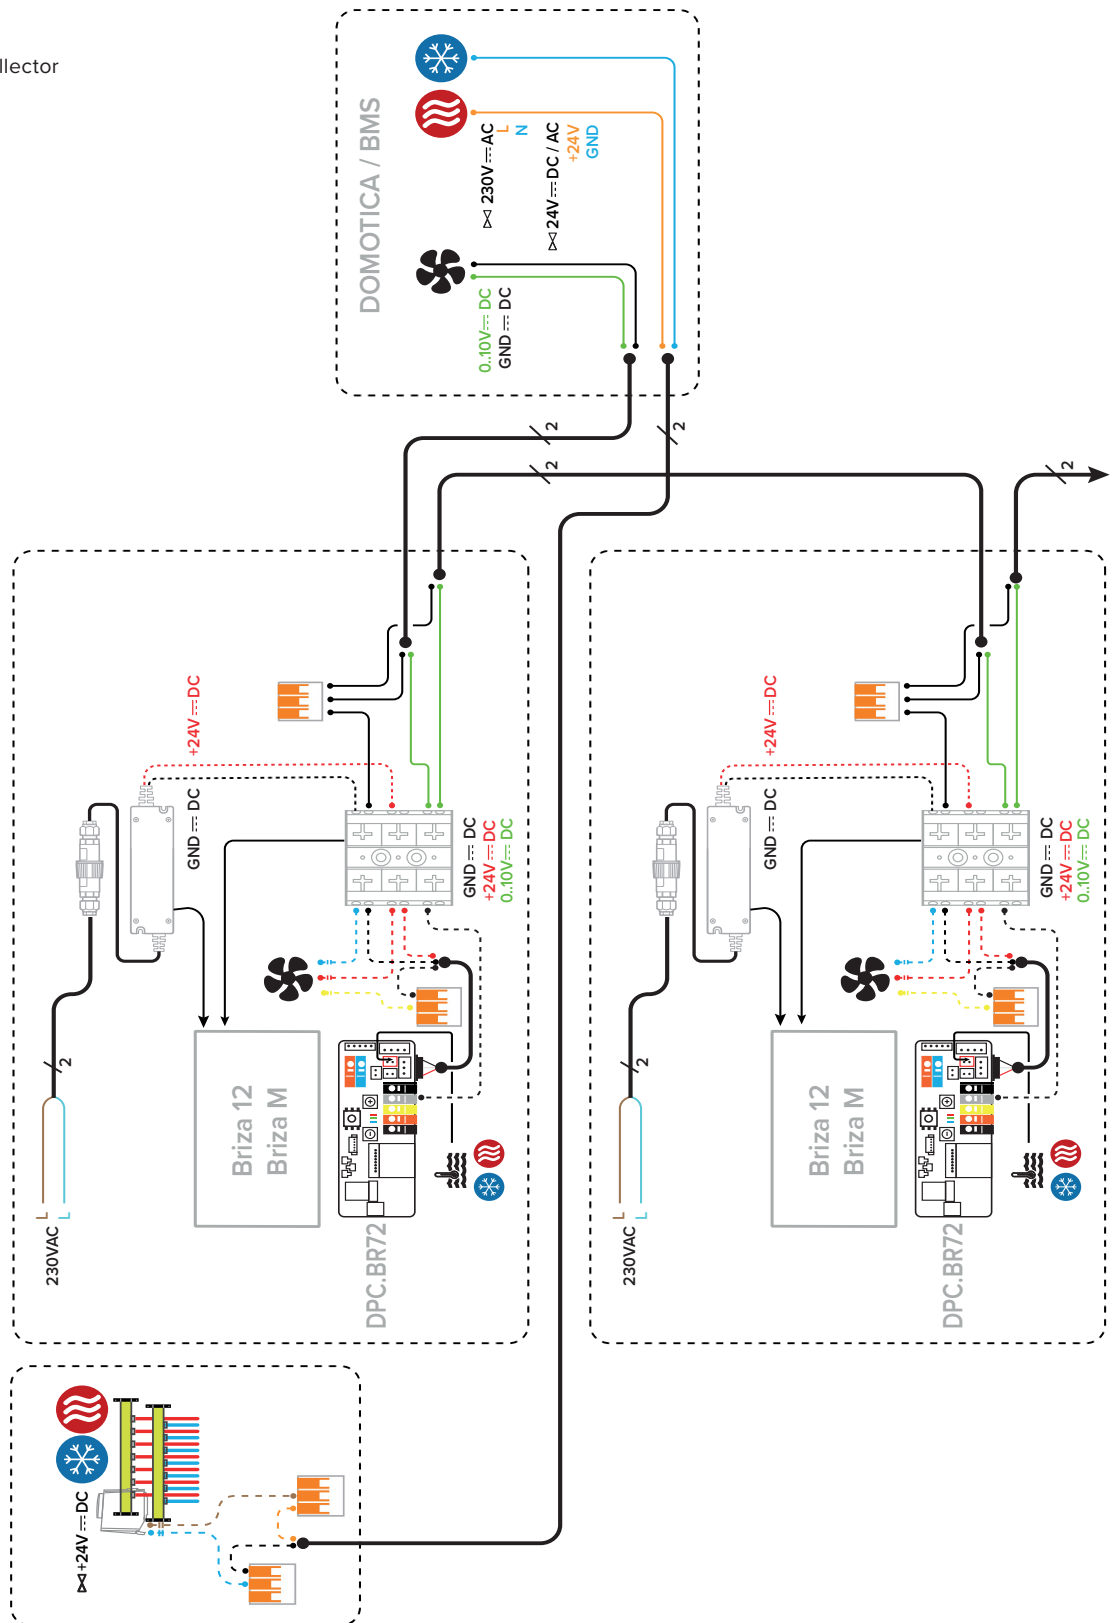 llector
DOMOTICA / BMS
230V AC
L
N
24V DC / AC
+24V
GND
0..10V DC
GND DC
2
2
2
2
+24V DC
GND DC
GND DC
+24V DC
0..10V DC
2
Briza 12
Briza M
DPC.BR72
L
L
230VAC
+24V DC
GND DC
GND DC
+24V DC
0..10V DC
2
Briza 12
Briza M
DPC.BR72
L
L
230VAC
+24V DC